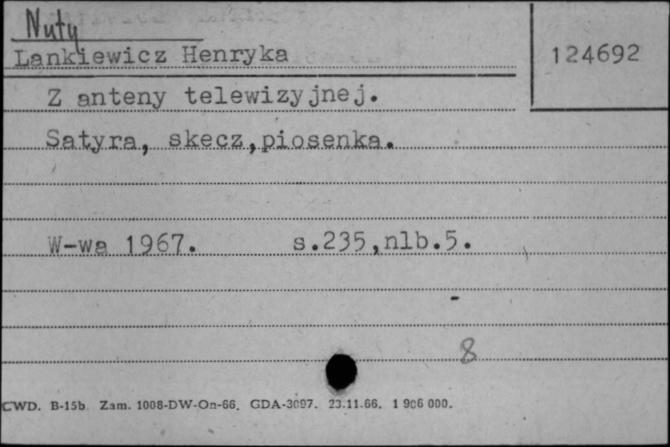 Nuty
Lankiewicz Henryka
124692
Z anteny telewizyjnej.
Satyra, skecz,piosenka.
W-wa 1967. s.235,nlb.5.
8
CWD. B-15b. Zam. 1008-DW-On-66. GDA-3097. 23.11.66. 1 906 000.